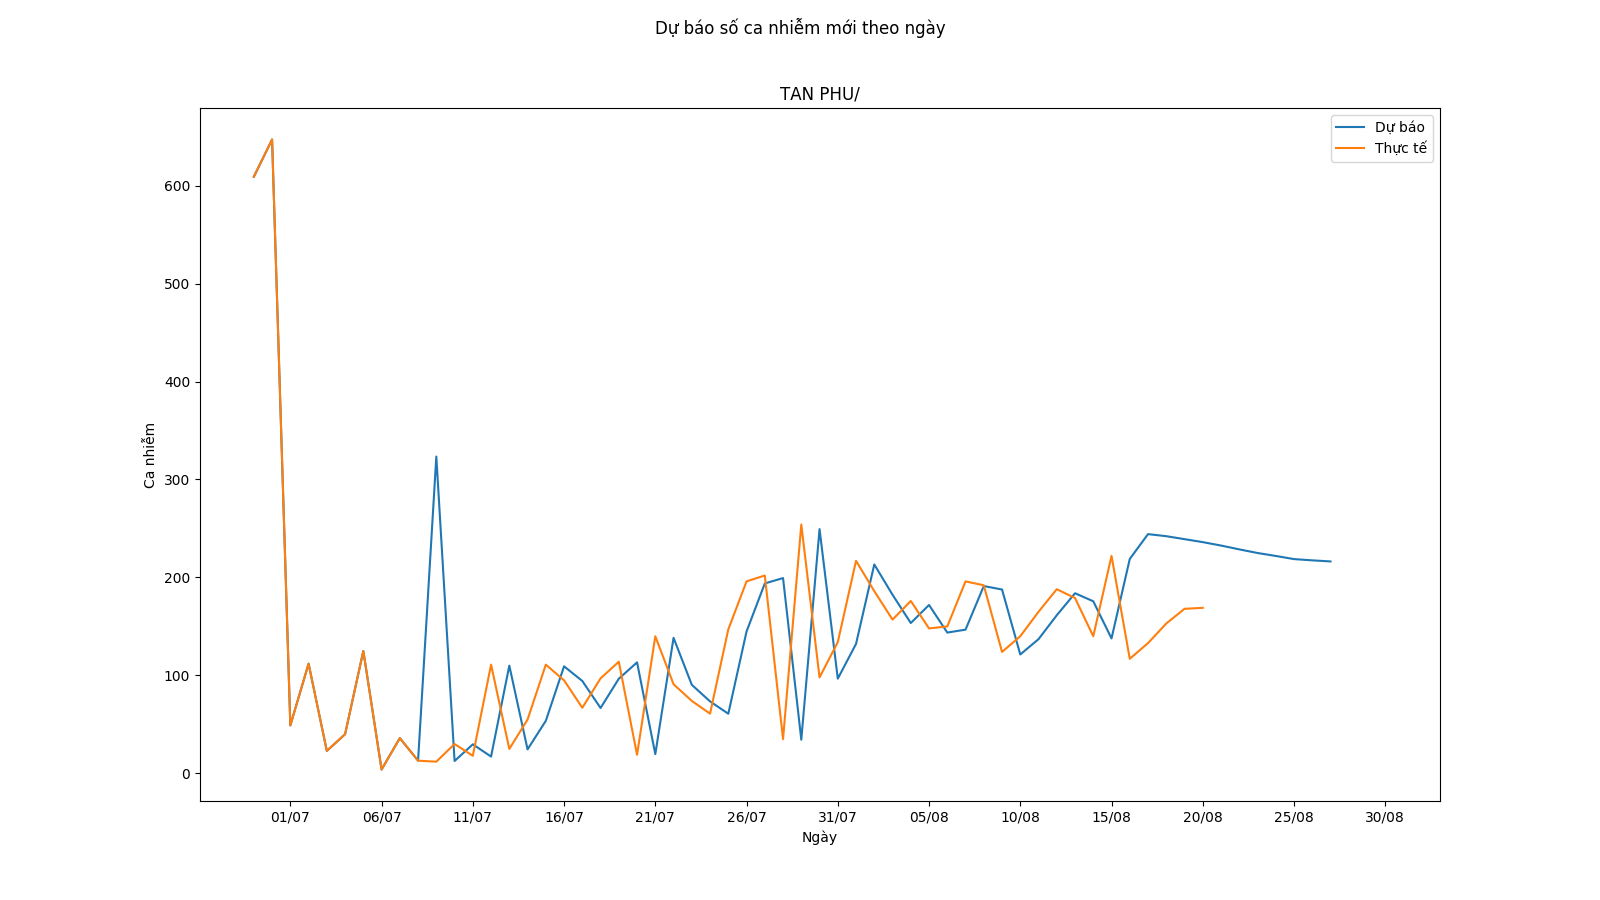 Dự báo số ca nhiễm mới theo ngày
TAN PHU/
Dự báo
Thực tế
Ca nhiễm
600
500
400
300
200
100
0
01/07 06/07 11/07 16/07 21/07 26/07 31/07 05/08 10/08 15/08 20/08 25/08 30/08
Ngày